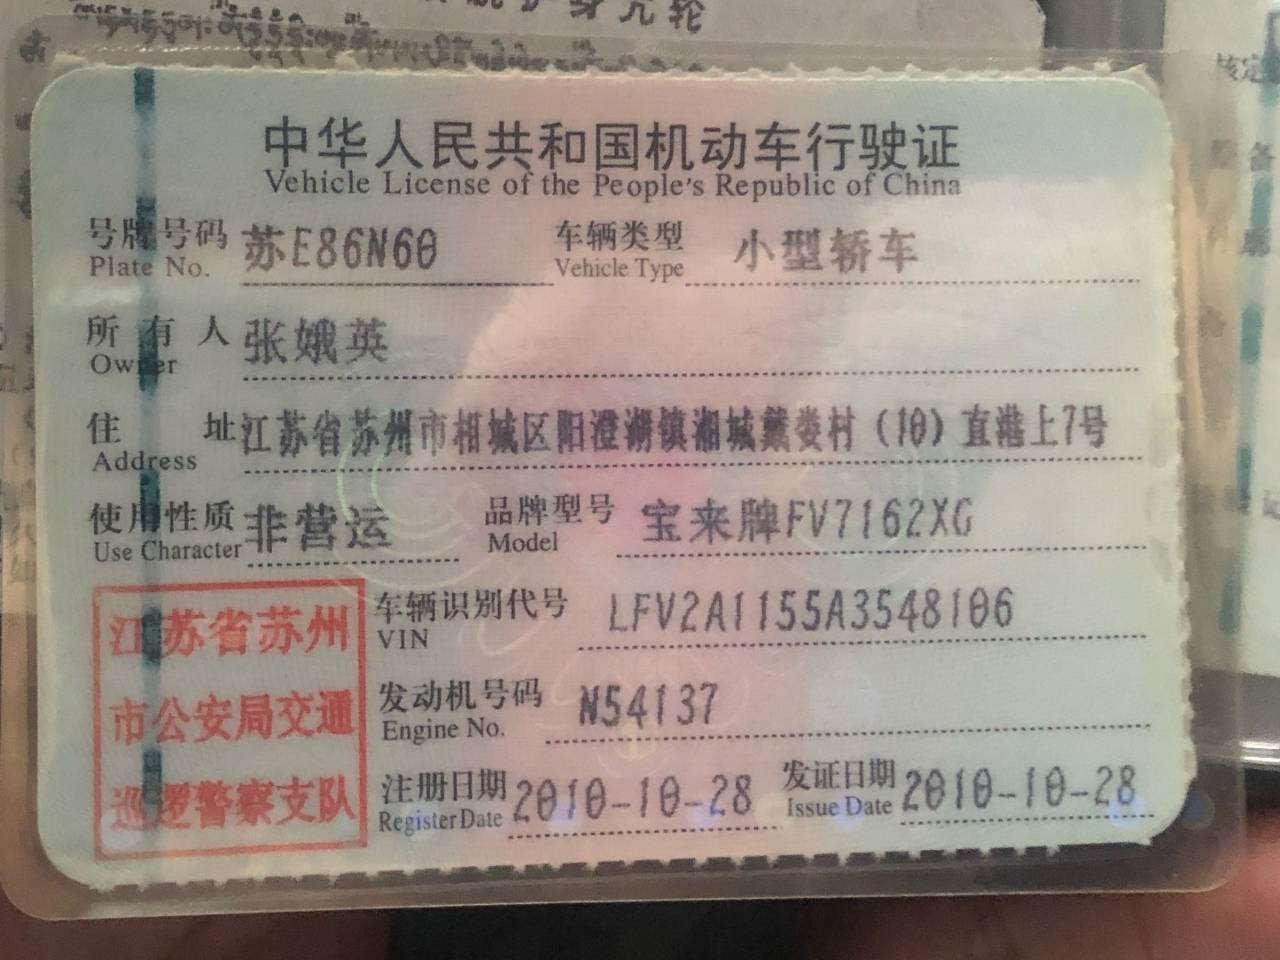 中华人民共和国机动车行驶证
Vehicle License of the People's Republic of China
号牌号码 苏E86N60 车辆类型 小型轿车
Plate No. Vehicle Type
所有人 张娥英
Owner
住址 江苏省苏州市相城区阳澄湖镇湘城戴娄村（10）直港上7号
Address
使用性质 非营运 品牌型号 宝来牌FV7162XG
Use Character Model
江苏省苏州
市公安局交通
巡逻警察支队
车辆识别代号 LFV2A1155A3548106
VIN
发动机号码 N54137
Engine No.
注册日期 2010-10-28 发证日期 2010-10-28
Register Date Issue Date
核定